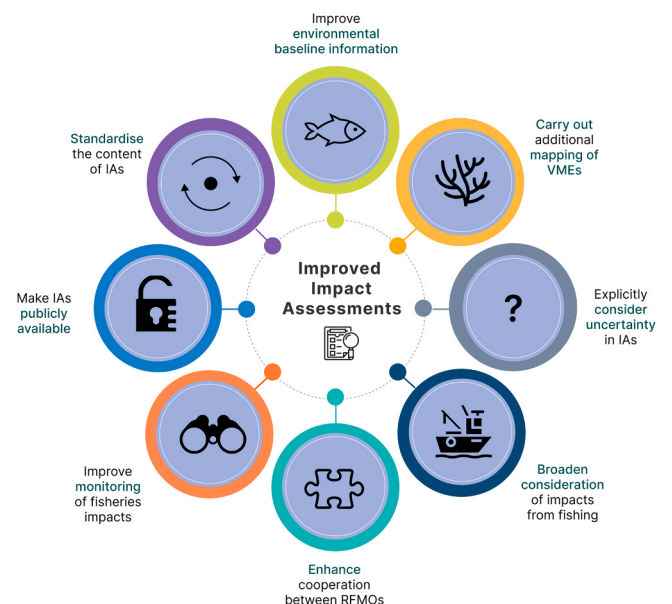 Improve
environmental
baseline information
Carry out
additional
mapping of
VMEs
Explicitly
consider
uncertainty
in IAs
Broaden
consideration
of impacts
from fishing
Enhance
cooperation
between RFMOs
Improve
monitoring
of fisheries
impacts
Make IAs
publicly
available
Standardise
the content
of IAs
Improved
Impact
Assessments
?